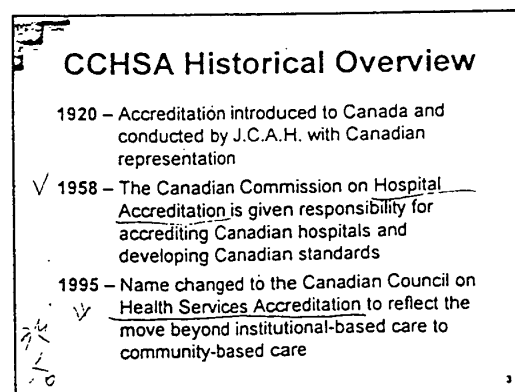 CCHSA Historical Overview
1920 – Accreditation introduced to Canada and
conducted by J.C.A.H. with Canadian
representation
1958 – The Canadian Commission on Hospital
Accreditation is given responsibility for
accrediting Canadian hospitals and
developing Canadian standards
1995 – Name changed to the Canadian Council on
Health Services Accreditation to reflect the
move beyond institutional-based care to
community-based care
3